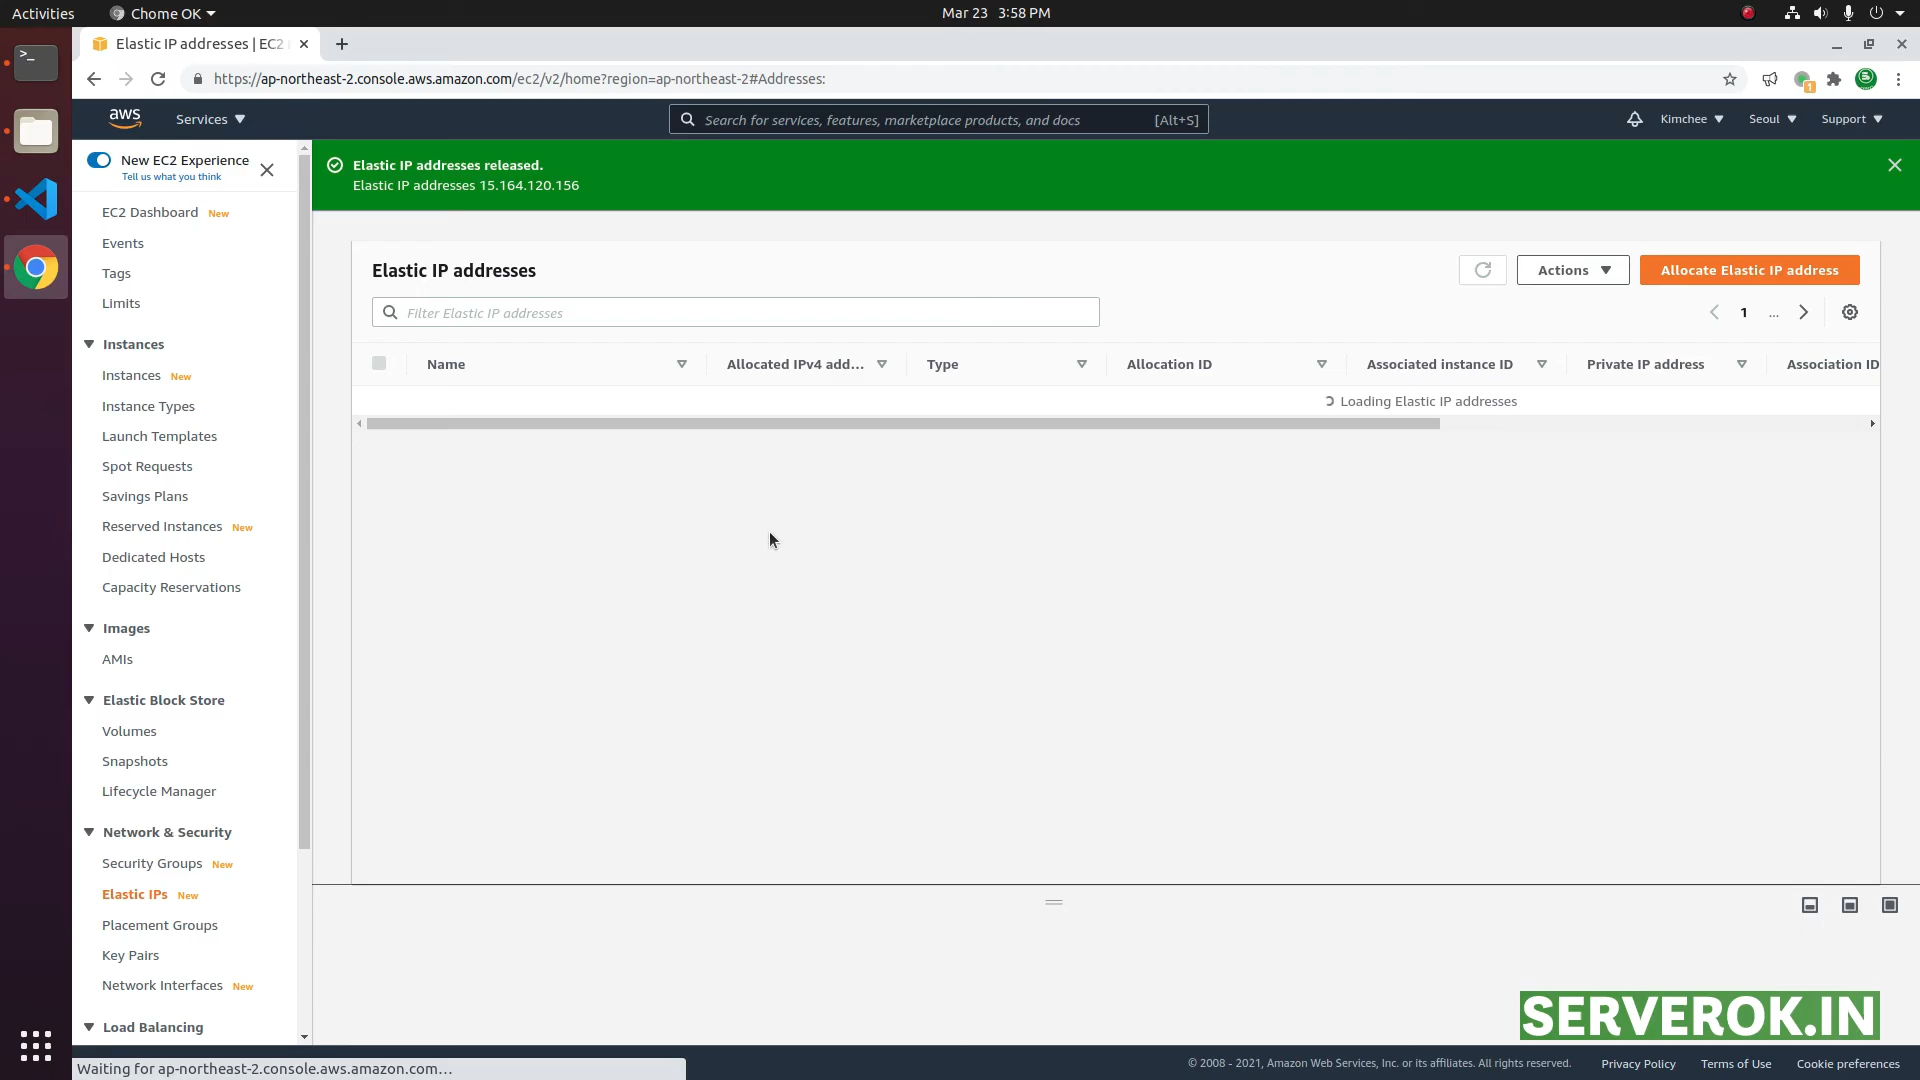 Activities
Chome OK
Mar 23 3:58 PM
Elastic IP addresses | EC2
https://ap-northeast-2.console.aws.amazon.com/ec2/v2/home?region=ap-northeast-2#Addresses:
1
aws
Services
Search for services, features, marketplace products, and docs
[Alt+S]
Kimchee
Seoul
Support
New EC2 Experience
Tell us what you think
Elastic IP addresses released.
Elastic IP addresses 15.164.120.156
EC2 Dashboard New
Events
Tags
Limits
Instances
Instances New
Instance Types
Launch Templates
Spot Requests
Savings Plans
Reserved Instances New
Dedicated Hosts
Capacity Reservations
Images
AMIs
Elastic Block Store
Volumes
Snapshots
Lifecycle Manager
Network & Security
Security Groups New
Elastic IPs New
Placement Groups
Key Pairs
Network Interfaces New
Load Balancing
Elastic IP addresses
Actions
Allocate Elastic IP address
Filter Elastic IP addresses
1 ...
Name
Allocated IPv4 add...
Type
Allocation ID
Associated instance ID
Private IP address
Association ID
Loading Elastic IP addresses
SERVEROK.IN
Waiting for ap-northeast-2.console.aws.amazon.com...
© 2008 - 2021, Amazon Web Services, Inc. or its affiliates. All rights reserved.
Privacy Policy
Terms of Use
Cookie preferences